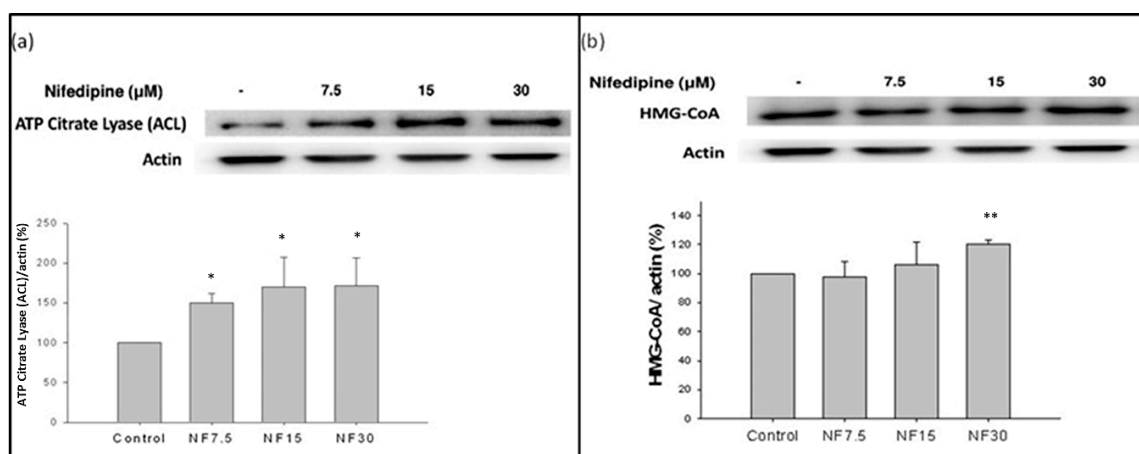 (a)
Nifedipine (µM) - 7.5 15 30
ATP Citrate Lyase (ACL)
Actin
ATP Citrate Lyase (ACL)/actin (%)
250
200
150
100
50
0
* * *
Control NF7.5 NF15 NF30
(b)
Nifedipine (µM) - 7.5 15 30
HMG-CoA
Actin
HMG-CoA/ actin (%)
140
120
100
80
60
40
20
0
**
Control NF7.5 NF15 NF30